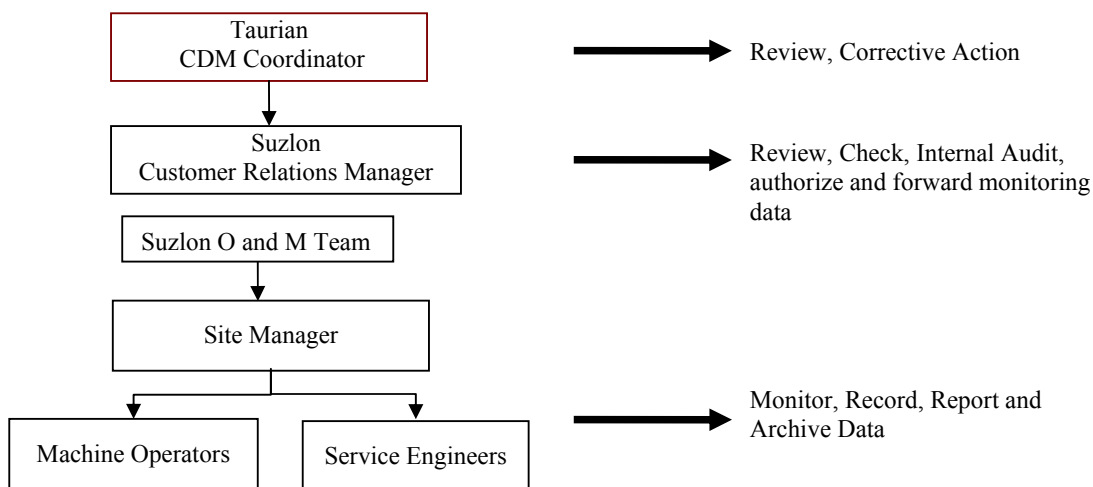 Taurian
CDM Coordinator
Review, Corrective Action
Suzlon
Customer Relations Manager
Review, Check, Internal Audit,
authorize and forward monitoring
data
Suzlon O and M Team
Site Manager
Monitor, Record, Report and
Archive Data
Machine Operators
Service Engineers